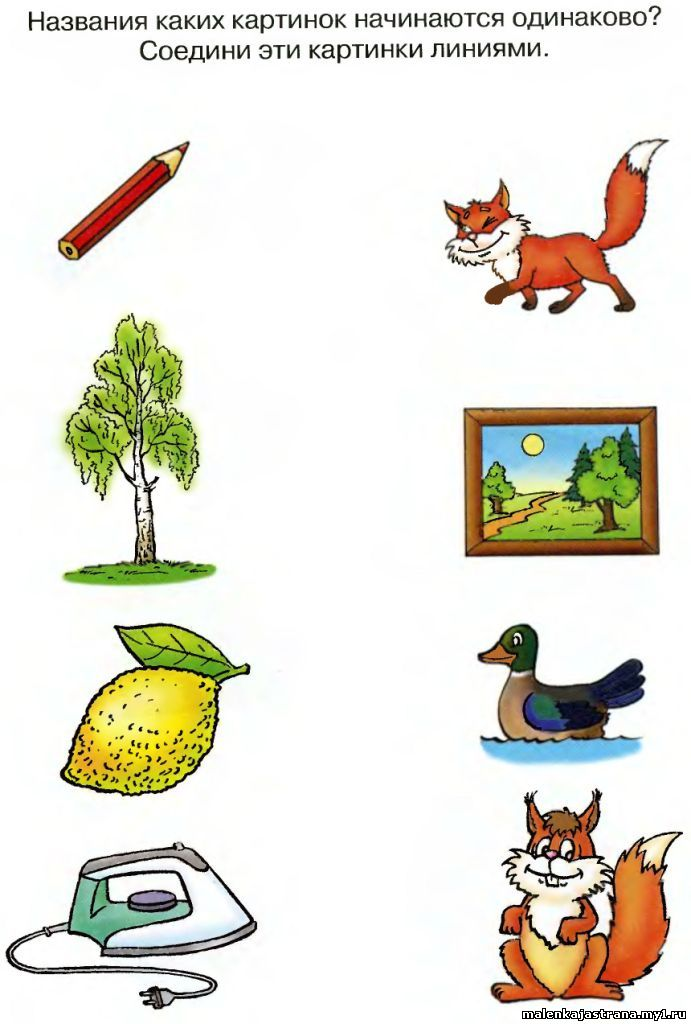 Названия каких картинок начинаются одинаково?
Соедини эти картинки линиями.
malenkajastrana.my1.ru